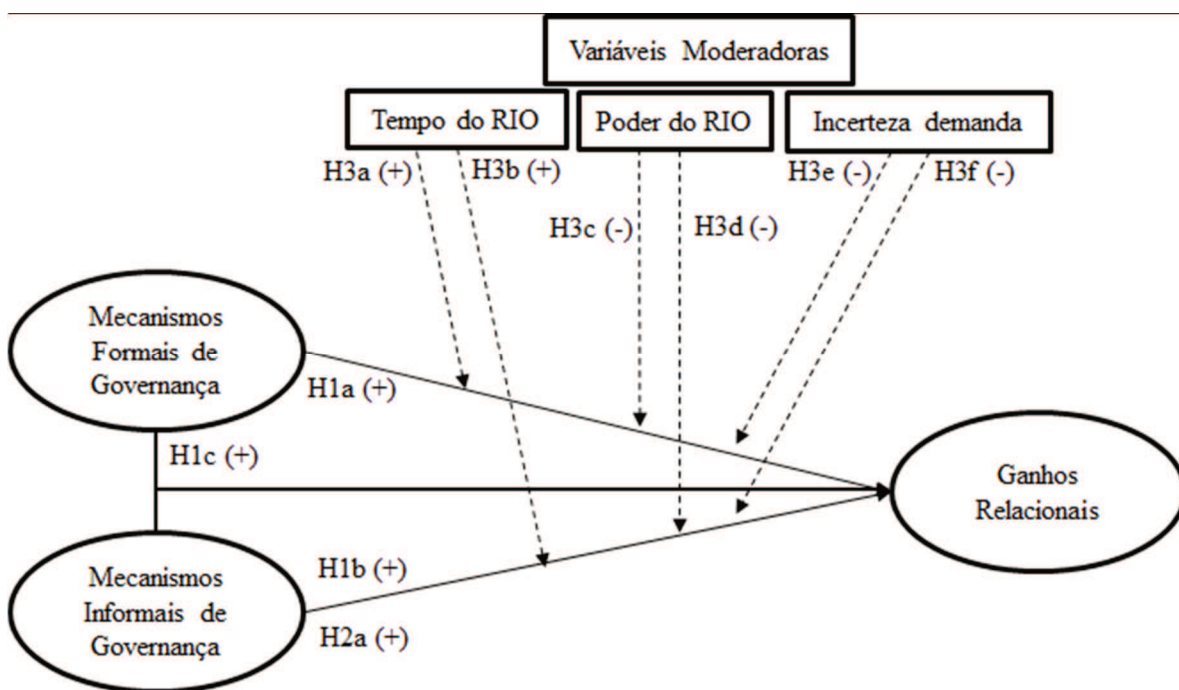 Variáveis Moderadoras
Tempo do RIO
Poder do RIO
Incerteza demanda
H3a (+)
H3b (+)
H3e (-)
H3f (-)
H3c (-)
H3d (-)
Mecanismos
Formais de
Governança
H1a (+)
H1c (+)
Ganhos
Relacionais
Mecanismos
Informais de
Governança
H1b (+)
H2a (+)